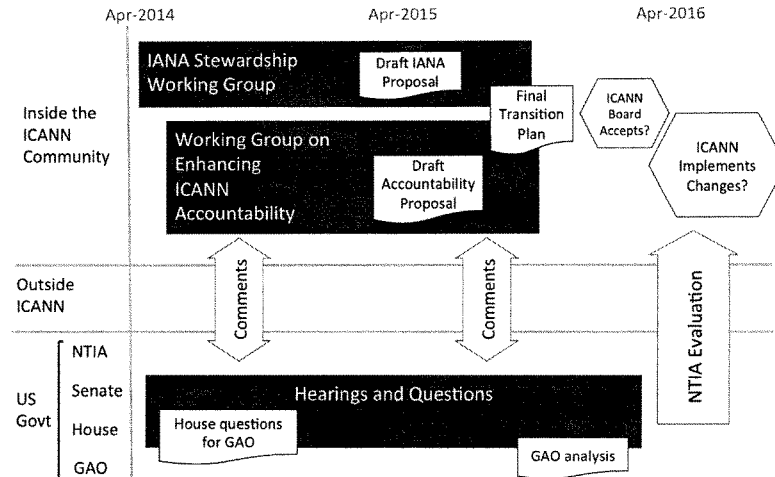 Apr-2014
Apr-2015
Apr-2016
Inside the
ICANN
Community
IANA Stewardship
Working Group
Draft IANA
Proposal
Working Group on
Enhancing
ICANN
Accountability
Draft
Accountability
Proposal
Final
Transition
Plan
ICANN
Board
Accepts?
ICANN
Implements
Changes?
Outside
ICANN
Comments
Comments
NTIA Evaluation
US
Govt
NTIA
Senate
House
GAO
Hearings and Questions
House questions
for GAO
GAO analysis